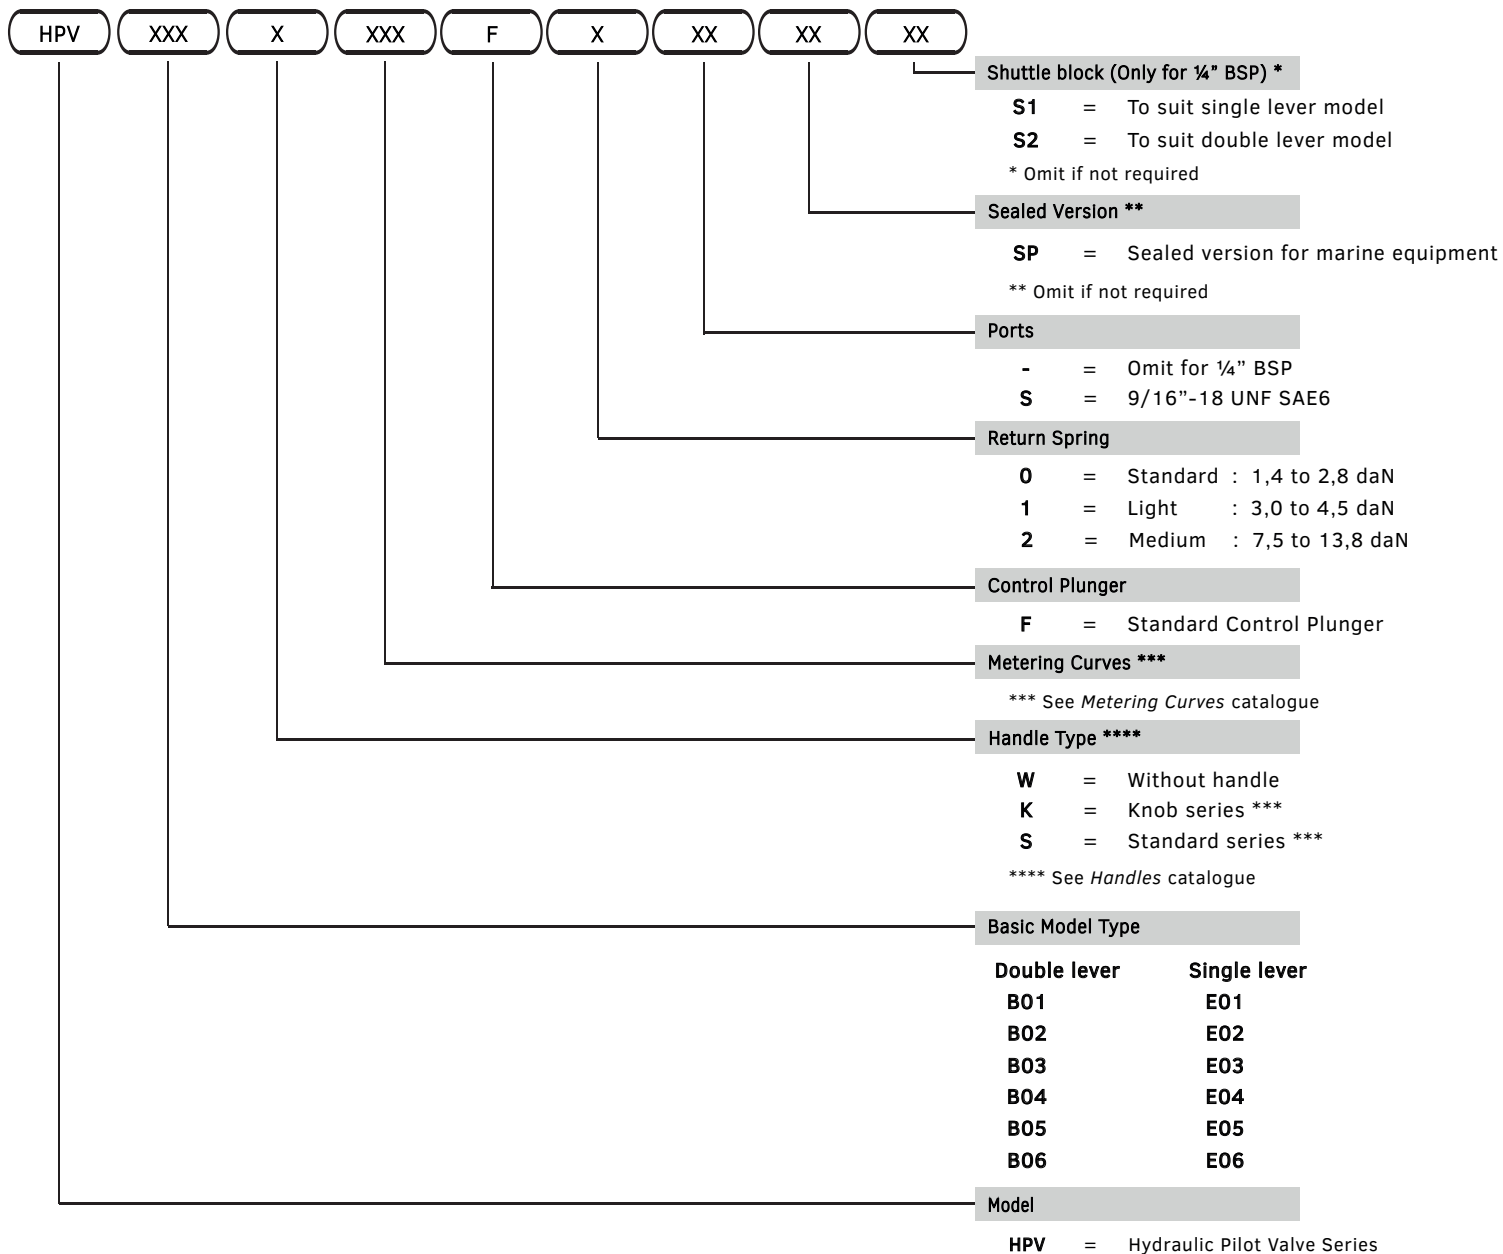 HPV XXX X XXX F X XX XX XX
Shuttle block (Only for ¼” BSP) *
S1 = To suit single lever model
S2 = To suit double lever model
* Omit if not required
Sealed Version **
SP = Sealed version for marine equipment
** Omit if not required
Ports
- = Omit for ¼” BSP
S = 9/16”-18 UNF SAE6
Return Spring
0 = Standard : 1,4 to 2,8 daN
1 = Light : 3,0 to 4,5 daN
2 = Medium : 7,5 to 13,8 daN
Control Plunger
F = Standard Control Plunger
Metering Curves ***
*** See Metering Curves catalogue
Handle Type ****
W = Without handle
K = Knob series ***
S = Standard series ***
**** See Handles catalogue
Basic Model Type
Double lever Single lever
B01 E01
B02 E02
B03 E03
B04 E04
B05 E05
B06 E06
Model
HPV = Hydraulic Pilot Valve Series